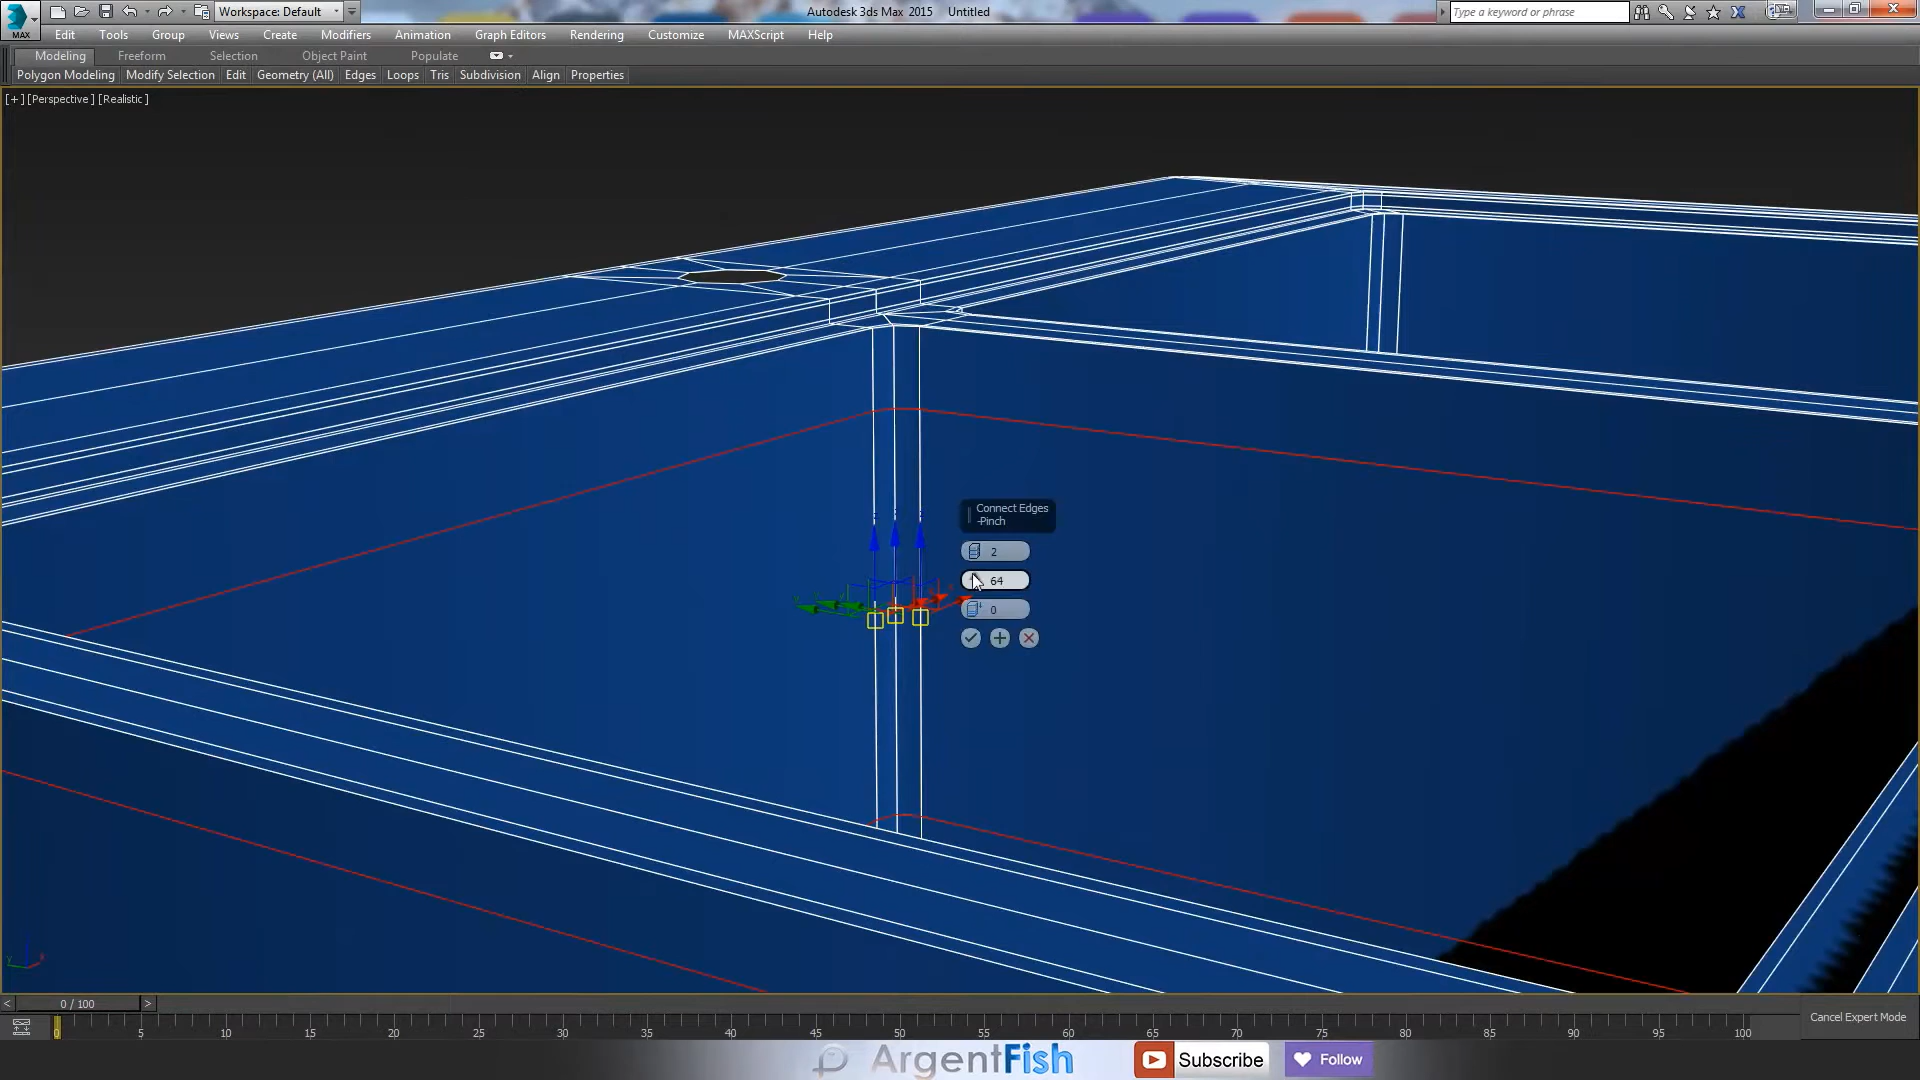 Workspace: Default
Autodesk 3ds Max 2015 Untitled
Type a keyword or phrase
MAX
Edit Tools Group Views Create Modifiers Animation Graph Editors Rendering Customize MAXScript Help
Modeling Freeform Selection Object Paint Populate
Polygon Modeling Modify Selection Edit Geometry (All) Edges Loops Tris Subdivision Align Properties
[+] [Perspective] [Realistic]
Connect Edges
-Pinch
2
64
0
< 0 / 100 >
0 5 10 15 20 25 30 35 40 45 50 55 60 65 70 75 80 85 90 95 100
Cancel Expert Mode
ArgentFish Subscribe Follow